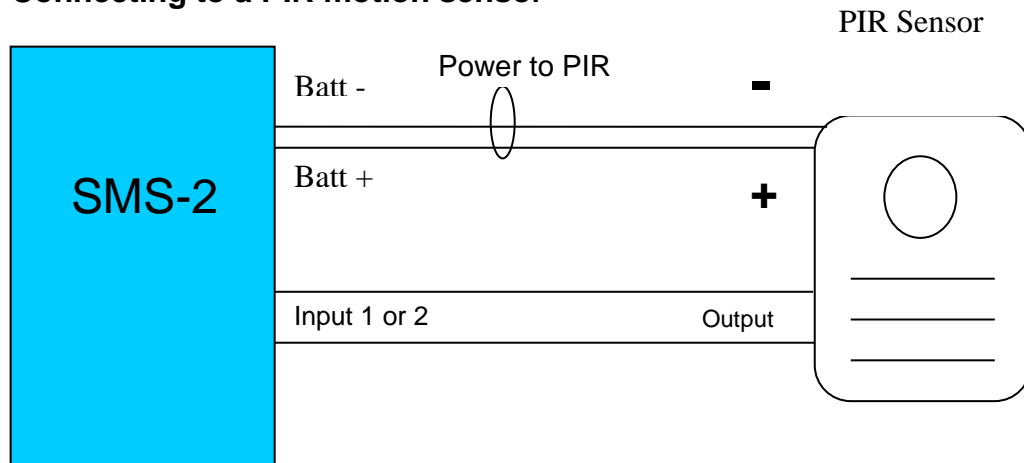 Connecting to a PIR motion sensor
PIR Sensor
Power to PIR
Batt -
-
Batt +
+
SMS-2
Input 1 or 2
Output